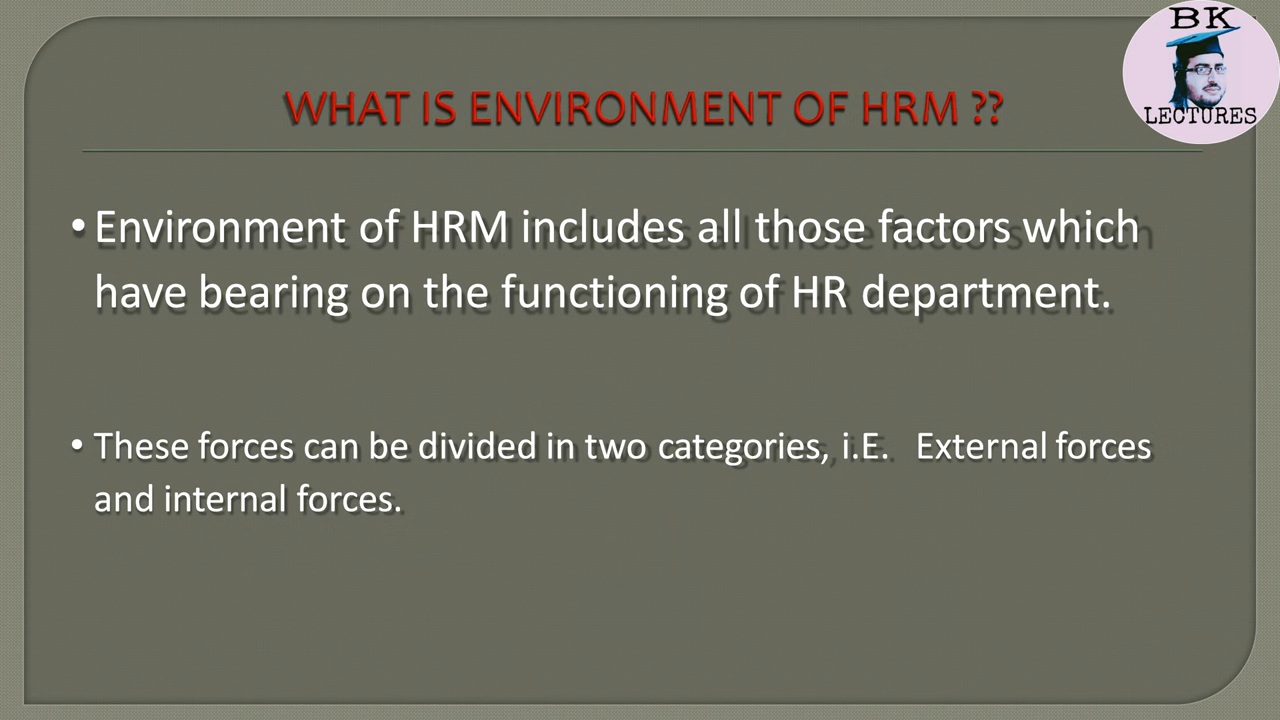 BK
LECTURES
WHAT IS ENVIRONMENT OF HRM ??
• Environment of HRM includes all those factors which
have bearing on the functioning of HR department.
• These forces can be divided in two categories, i.E. External forces
and internal forces.